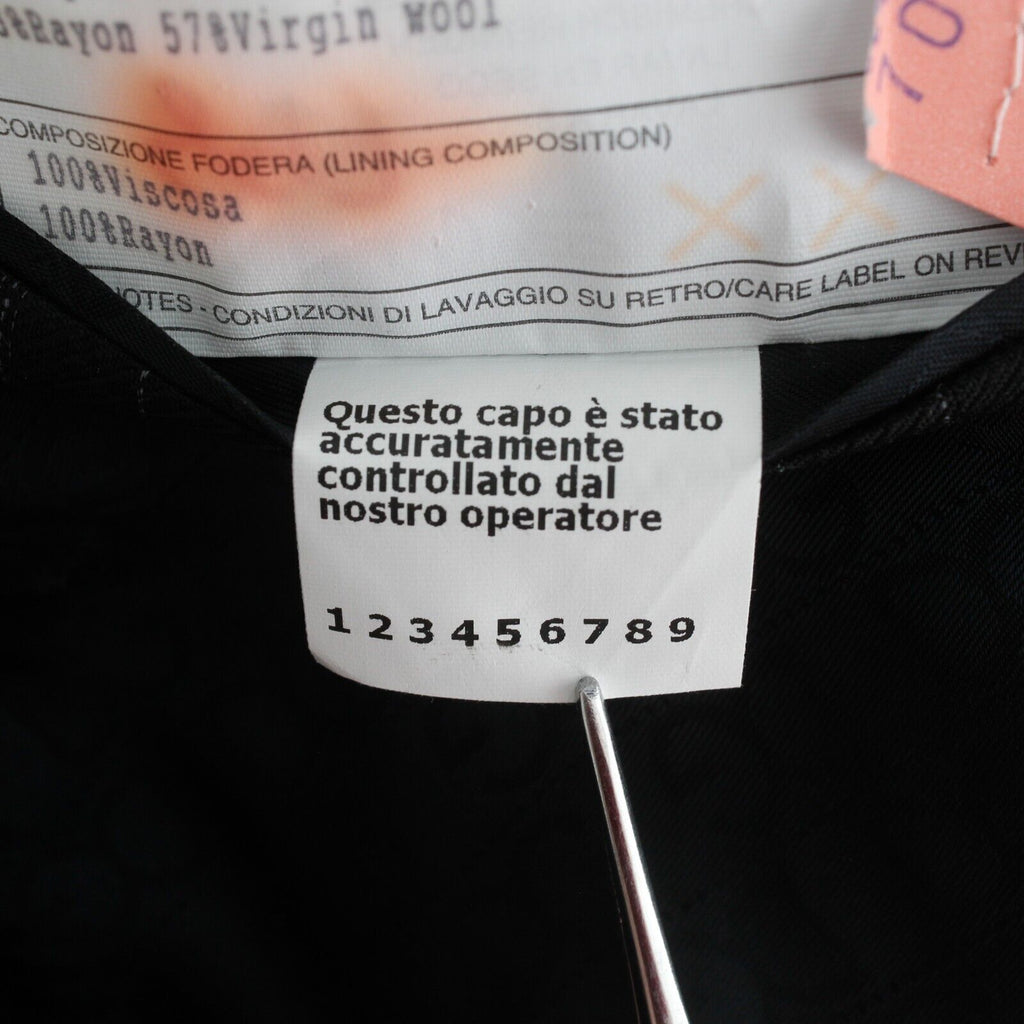 %Rayon 57%Virgin Wool
COMPOSIZIONE FODERA (LINING COMPOSITION)
100%Viscosa
100%Rayon
NOTES - CONDIZIONI DI LAVAGGIO SU RETRO/CARE LABEL ON REV
Questo capo è stato
accuratamente
controllato dal
nostro operatore
1 2 3 4 5 6 7 8 9
70